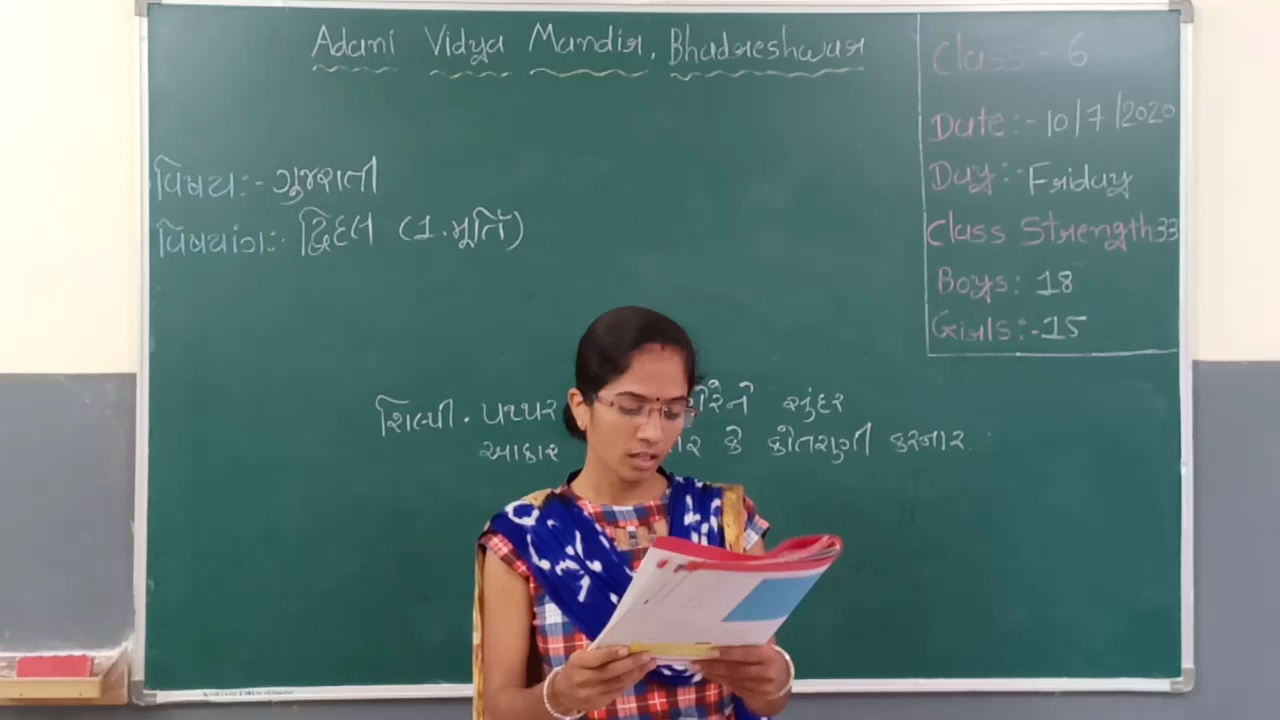 Adani Vidya Mandir, Bhadreshwar
Class - 6
Date:- 10/7/2020
Day:- Friday
Class Strength 33
Boys: 18
Girls:- 15
વિષય:- ગુજરાતી
વિષયાંગ:- દ્વિદલ (1. મૂર્તિ)
શિલ્પી. પથ્થર સુંદર
આકાર કે કોતરણી કરનાર.